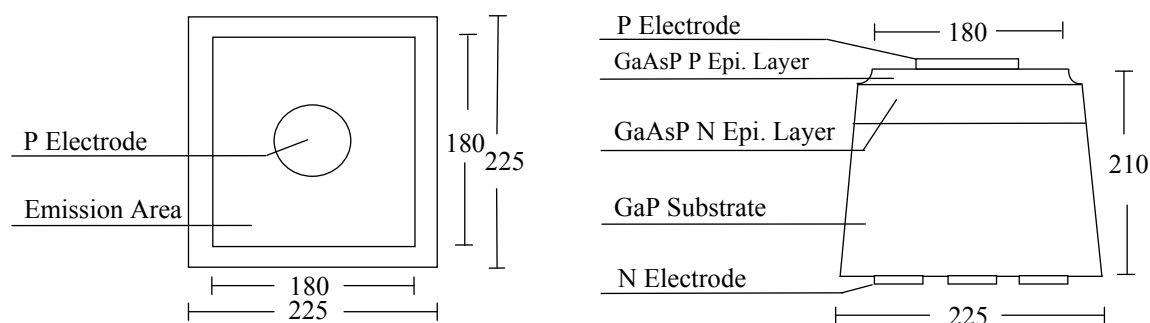 P Electrode
Emission Area
180
225
180
225
P Electrode
GaAsP P Epi. Layer
GaAsP N Epi. Layer
GaP Substrate
N Electrode
180
210
225